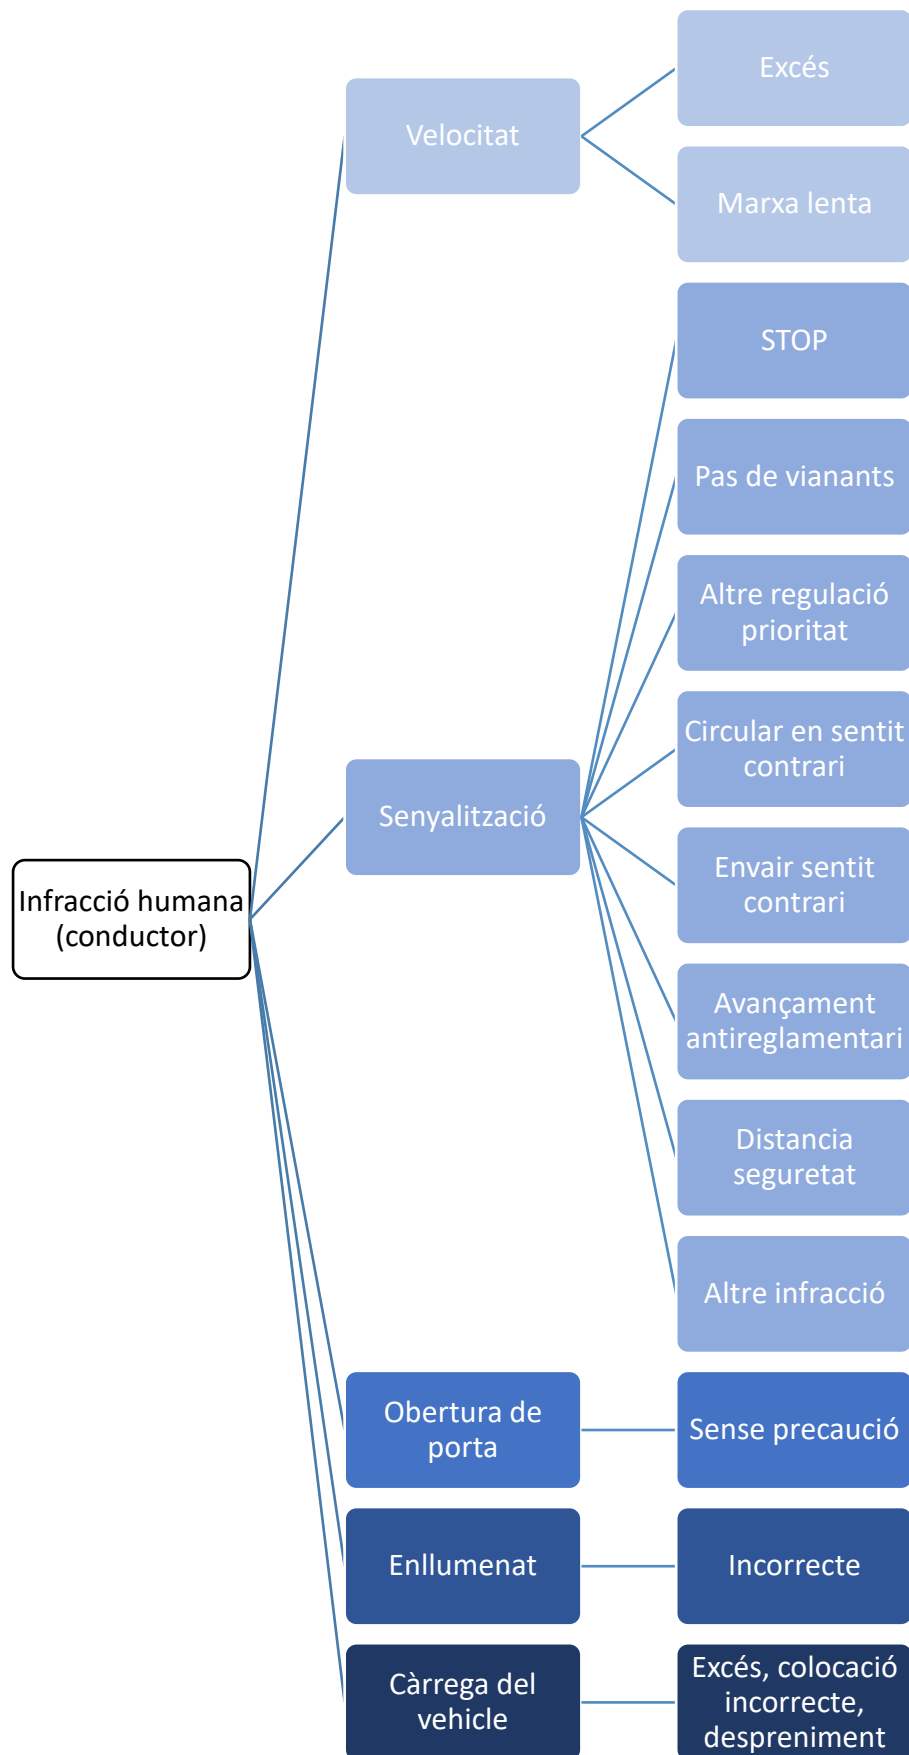 Infracció humana
(conductor)
Velocitat
Excés
Marxa lenta
Senyalització
STOP
Pas de vianants
Altre regulació
prioritat
Circular en sentit
contrari
Envair sentit
contrari
Avançament
antireglamentari
Distancia
seguretat
Altre infracció
Obertura de
porta
Sense precaució
Enllumenat
Incorrecte
Càrrega del
vehicle
Excés, colocació
incorrecte,
despreniment